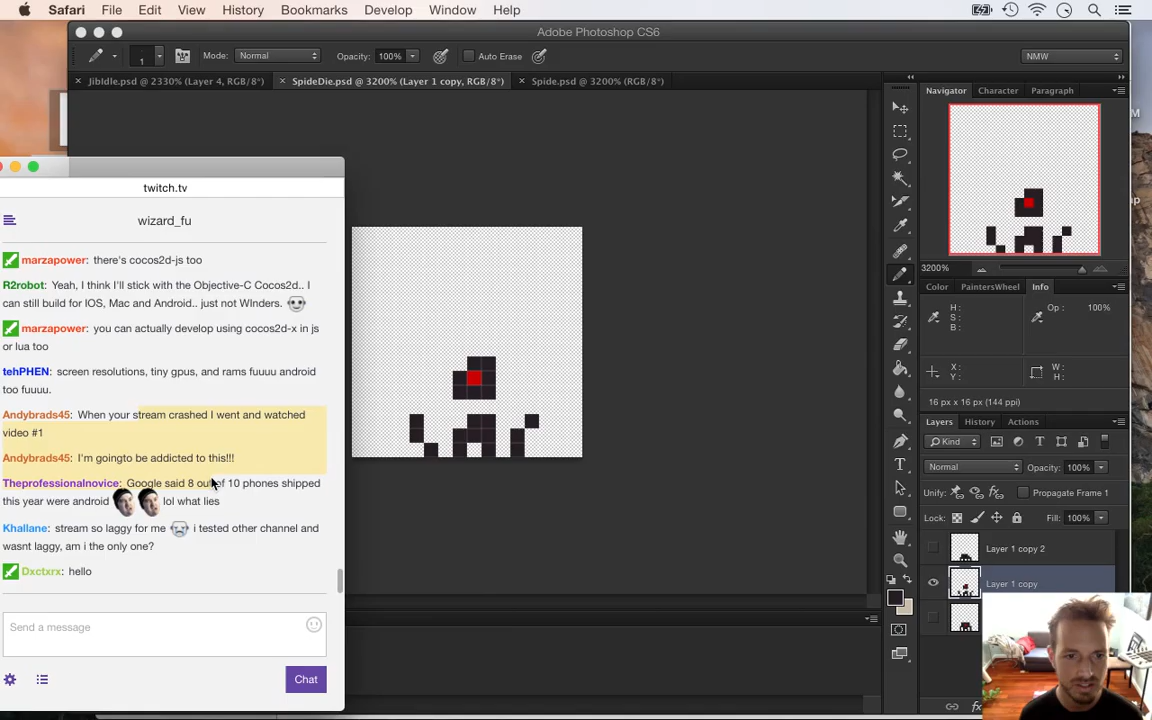 Safari File Edit View History Bookmarks Develop Window Help
Adobe Photoshop CS6
1 Mode: Normal Opacity: 100% Auto Erase NMW
JibIdle.psd @ 2330% (Layer 4, RGB/8*) SpideDie.psd @ 3200% (Layer 1 copy, RGB/8*) Spide.psd @ 3200% (RGB/8*)
Navigator Character Paragraph
3200%
Color PaintersWheel Info
H: Op: 100%
S:
B:
X: W:
Y: H:
16 px x 16 px (144 ppi)
Layers History Actions
Kind
Normal Opacity: 100%
Unify: Propagate Frame 1
Lock: Fill: 100%
Layer 1 copy 2
Layer 1 copy
fx
twitch.tv
wizard_fu
marzapower: there's cocos2d-js too
R2robot: Yeah, I think I'll stick with the Objective-C Cocos2d.. I
can still build for IOS, Mac and Android.. just not WInders.
marzapower: you can actually develop using cocos2d-x in js
or lua too
tehPHEN: screen resolutions, tiny gpus, and rams fuuuu android
too fuuuu.
Andybrads45: When your stream crashed I went and watched
video #1
Andybrads45: I'm goingto be addicted to this!!!
Theprofessionalnovice: Google said 8 out of 10 phones shipped
this year were android lol what lies
Khallane: stream so laggy for me i tested other channel and
wasnt laggy, am i the only one?
Dxctxrx: hello
Send a message
Chat